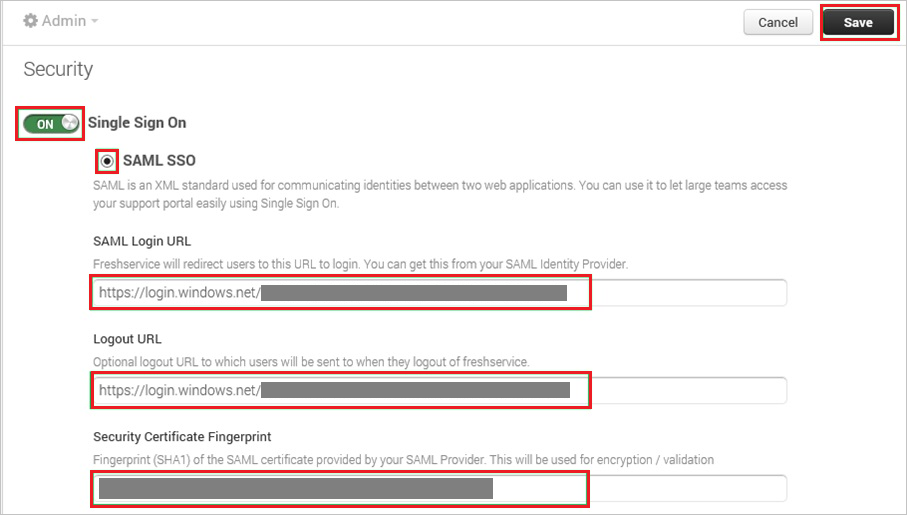 Admin
Cancel
Save
Security
ON
Single Sign On
SAML SSO
SAML is an XML standard used for communicating identities between two web applications. You can use it to let large teams access
your support portal easily using Single Sign On.
SAML Login URL
Freshservice will redirect users to this URL to login. You can get this from your SAML Identity Provider.
https://login.windows.net/
Logout URL
Optional logout URL to which users will be sent to when they logout of freshservice.
https://login.windows.net/
Security Certificate Fingerprint
Fingerprint (SHA1) of the SAML certificate provided by your SAML Provider. This will be used for encryption / validation